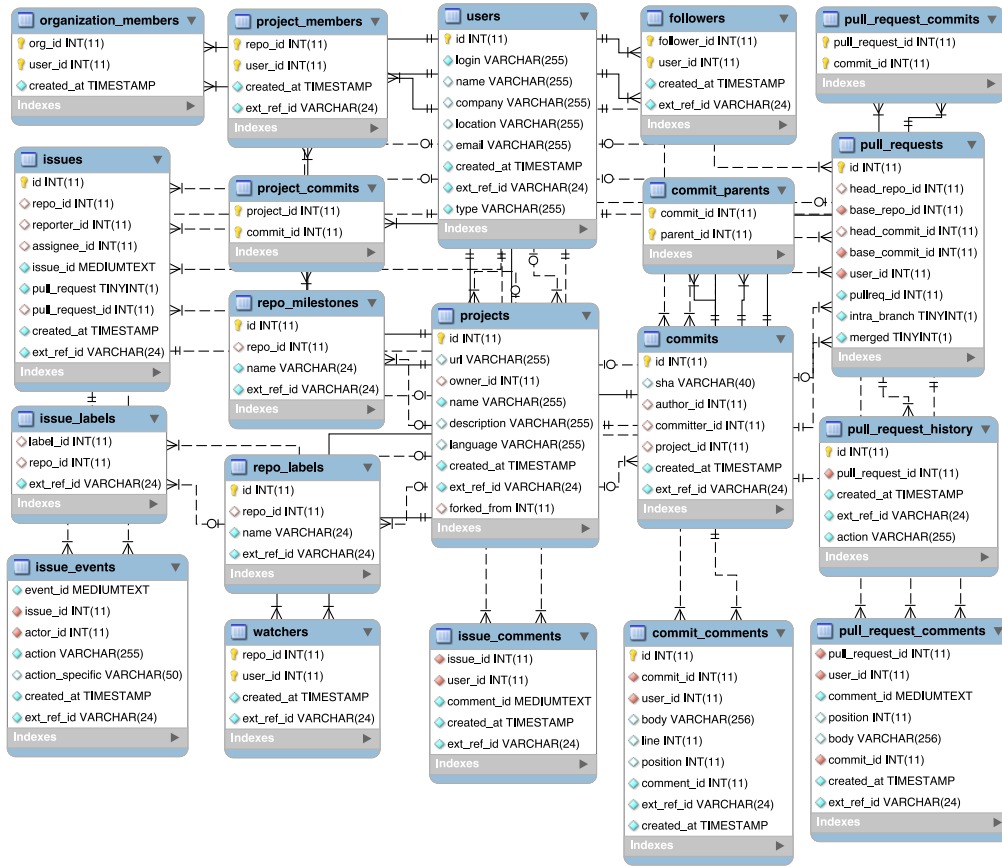 organization_members
org_id INT(11)
user_id INT(11)
created_at TIMESTAMP
Indexes
project_members
repo_id INT(11)
user_id INT(11)
created_at TIMESTAMP
ext_ref_id VARCHAR(24)
Indexes
users
id INT(11)
login VARCHAR(255)
name VARCHAR(255)
company VARCHAR(255)
location VARCHAR(255)
email VARCHAR(255)
created_at TIMESTAMP
ext_ref_id VARCHAR(24)
type VARCHAR(255)
Indexes
followers
follower_id INT(11)
user_id INT(11)
created_at TIMESTAMP
ext_ref_id VARCHAR(24)
Indexes
pull_request_commits
pull_request_id INT(11)
commit_id INT(11)
Indexes
issues
id INT(11)
repo_id INT(11)
reporter_id INT(11)
assignee_id INT(11)
issue_id MEDIUMTEXT
pull_request TINYINT(1)
pull_request_id INT(11)
created_at TIMESTAMP
ext_ref_id VARCHAR(24)
Indexes
project_commits
project_id INT(11)
commit_id INT(11)
Indexes
commit_parents
commit_id INT(11)
parent_id INT(11)
Indexes
pull_requests
id INT(11)
head_repo_id INT(11)
base_repo_id INT(11)
head_commit_id INT(11)
base_commit_id INT(11)
user_id INT(11)
pullreq_id INT(11)
intra_branch TINYINT(1)
merged TINYINT(1)
Indexes
repo_milestones
id INT(11)
repo_id INT(11)
name VARCHAR(24)
ext_ref_id VARCHAR(24)
Indexes
projects
id INT(11)
url VARCHAR(255)
owner_id INT(11)
name VARCHAR(255)
description VARCHAR(255)
language VARCHAR(255)
created_at TIMESTAMP
ext_ref_id VARCHAR(24)
forked_from INT(11)
Indexes
commits
id INT(11)
sha VARCHAR(40)
author_id INT(11)
committer_id INT(11)
project_id INT(11)
created_at TIMESTAMP
ext_ref_id VARCHAR(24)
Indexes
issue_labels
label_id INT(11)
repo_id INT(11)
ext_ref_id VARCHAR(24)
Indexes
repo_labels
id INT(11)
repo_id INT(11)
name VARCHAR(24)
ext_ref_id VARCHAR(24)
Indexes
pull_request_history
id INT(11)
pull_request_id INT(11)
created_at TIMESTAMP
ext_ref_id VARCHAR(24)
action VARCHAR(255)
Indexes
issue_events
event_id MEDIUMTEXT
issue_id INT(11)
actor_id INT(11)
action VARCHAR(255)
action_specific VARCHAR(50)
created_at TIMESTAMP
ext_ref_id VARCHAR(24)
Indexes
watchers
repo_id INT(11)
user_id INT(11)
created_at TIMESTAMP
ext_ref_id VARCHAR(24)
Indexes
issue_comments
issue_id INT(11)
user_id INT(11)
comment_id MEDIUMTEXT
created_at TIMESTAMP
ext_ref_id VARCHAR(24)
Indexes
commit_comments
id INT(11)
commit_id INT(11)
user_id INT(11)
body VARCHAR(256)
line INT(11)
position INT(11)
comment_id INT(11)
ext_ref_id VARCHAR(24)
created_at TIMESTAMP
Indexes
pull_request_comments
pull_request_id INT(11)
user_id INT(11)
comment_id MEDIUMTEXT
position INT(11)
body VARCHAR(256)
commit_id INT(11)
created_at TIMESTAMP
ext_ref_id VARCHAR(24)
Indexes